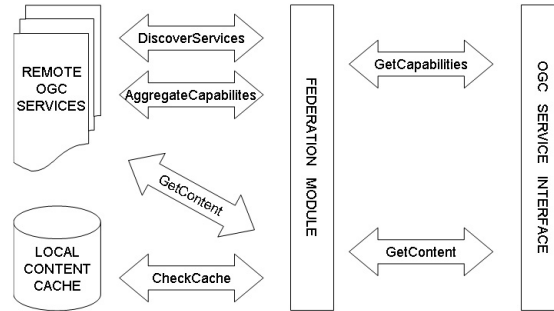 REMOTE
OGC
SERVICES
DiscoverServices
AggregateCapabilites
GetContent
LOCAL
CONTENT
CACHE
CheckCache
FEDERATION MODULE
GetCapabilities
GetContent
OGC SERVICE INTERFACE